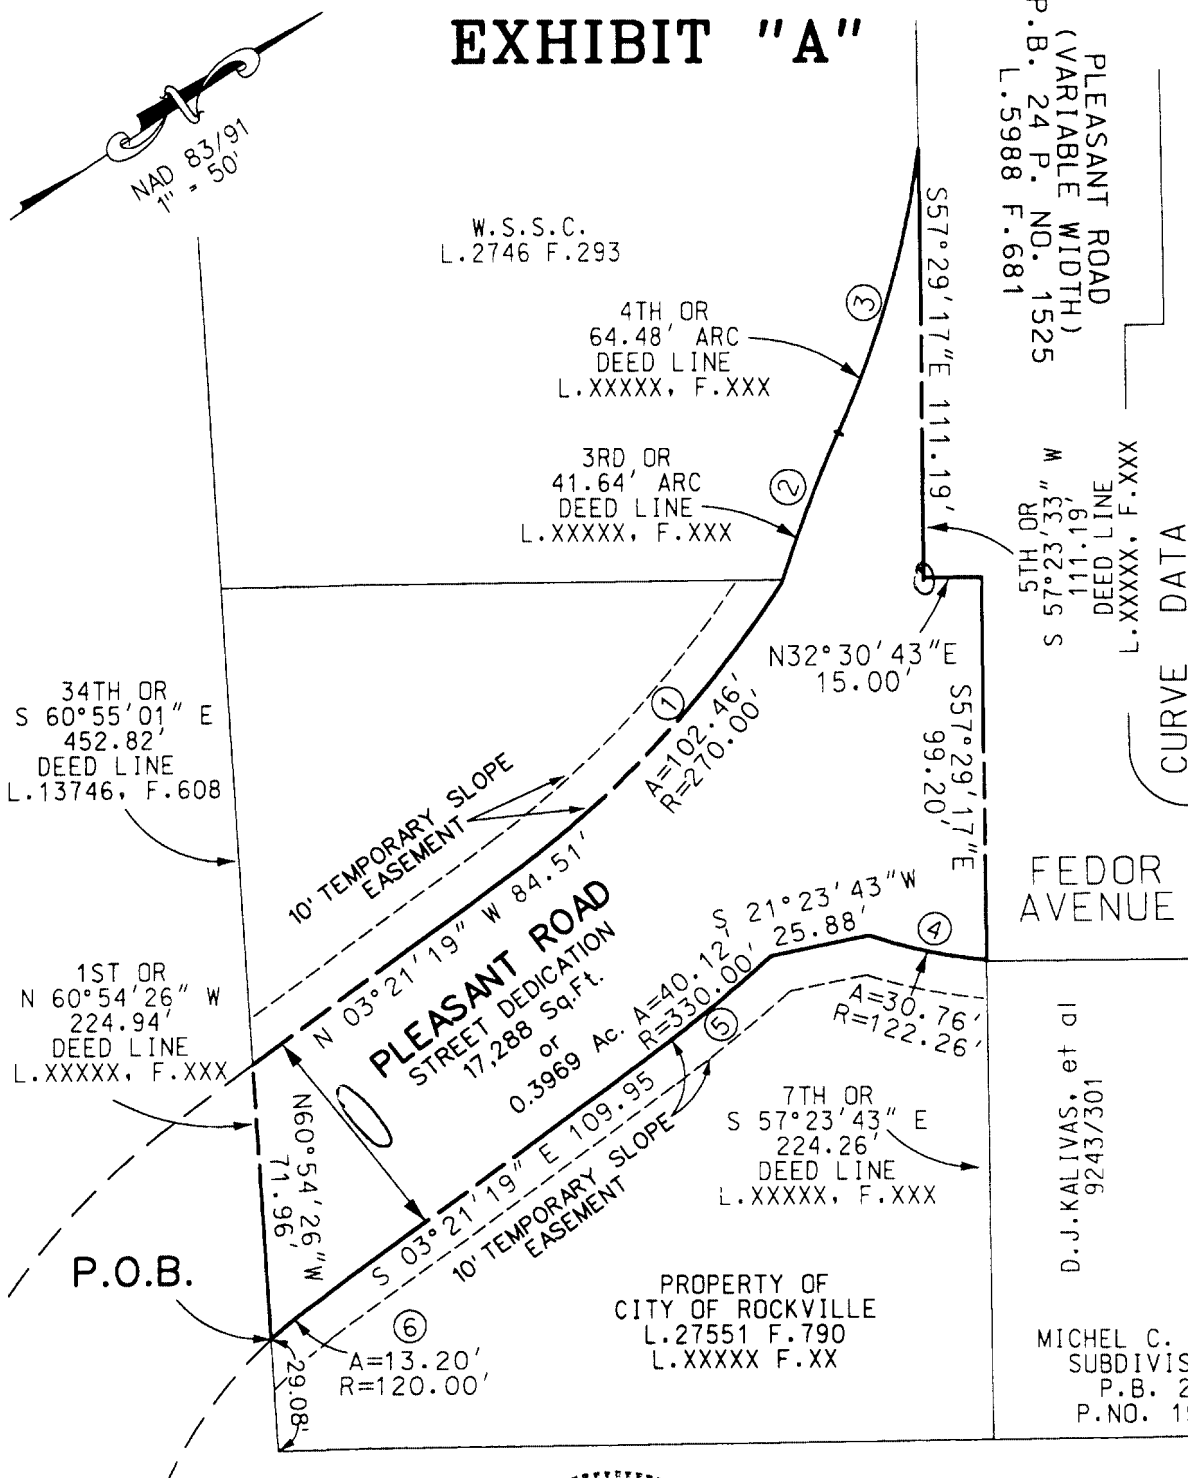 EXHIBIT "A"
NAD 83/91
1" = 50'
PLEASANT ROAD
(VARIABLE WIDTH)
P.B. 24 P. NO. 1525
L.5988 F.681
W.S.S.C.
L.2746 F.293
4TH OR
64.48' ARC
DEED LINE
L.XXXXX, F.XXX
3
S57°29'17"E 111.19'
3RD OR
41.64' ARC
DEED LINE
L.XXXXX, F.XXX
2
5TH OR
S 57°23'33" W
111.19'
DEED LINE
L.XXXXX, F.XXX
CURVE DATA
N32°30'43"E
15.00'
34TH OR
S 60°55'01" E
452.82'
DEED LINE
L.13746, F.608
1
A=102.46'
R=270.00'
S57°29'17"E
99.20'
10' TEMPORARY SLOPE
EASEMENT
N 03°21'19" W 84.51'
FEDOR
AVENUE
PLEASANT ROAD
STREET DEDICATION
17,288 Sq.Ft.
or
0.3969 Ac.
S 21°23'43"W
25.88'
4
A=30.76'
R=122.26'
A=40.12'
R=330.00'
5
1ST OR
N 60°54'26" W
224.94'
DEED LINE
L.XXXXX, F.XXX
N60°54'26"W
71.96'
S 03°21'19" E 109.95
10' TEMPORARY SLOPE
EASEMENT
7TH OR
S 57°23'43" E
224.26'
DEED LINE
L.XXXXX, F.XXX
D.J.KALIVAS, et al
9243/301
P.O.B.
6
A=13.20'
R=120.00'
29.08'
PROPERTY OF
CITY OF ROCKVILLE
L.27551 F.790
L.XXXXX F.XX
MICHEL C.
SUBDIVIS
P.B. 2
P.NO. 1